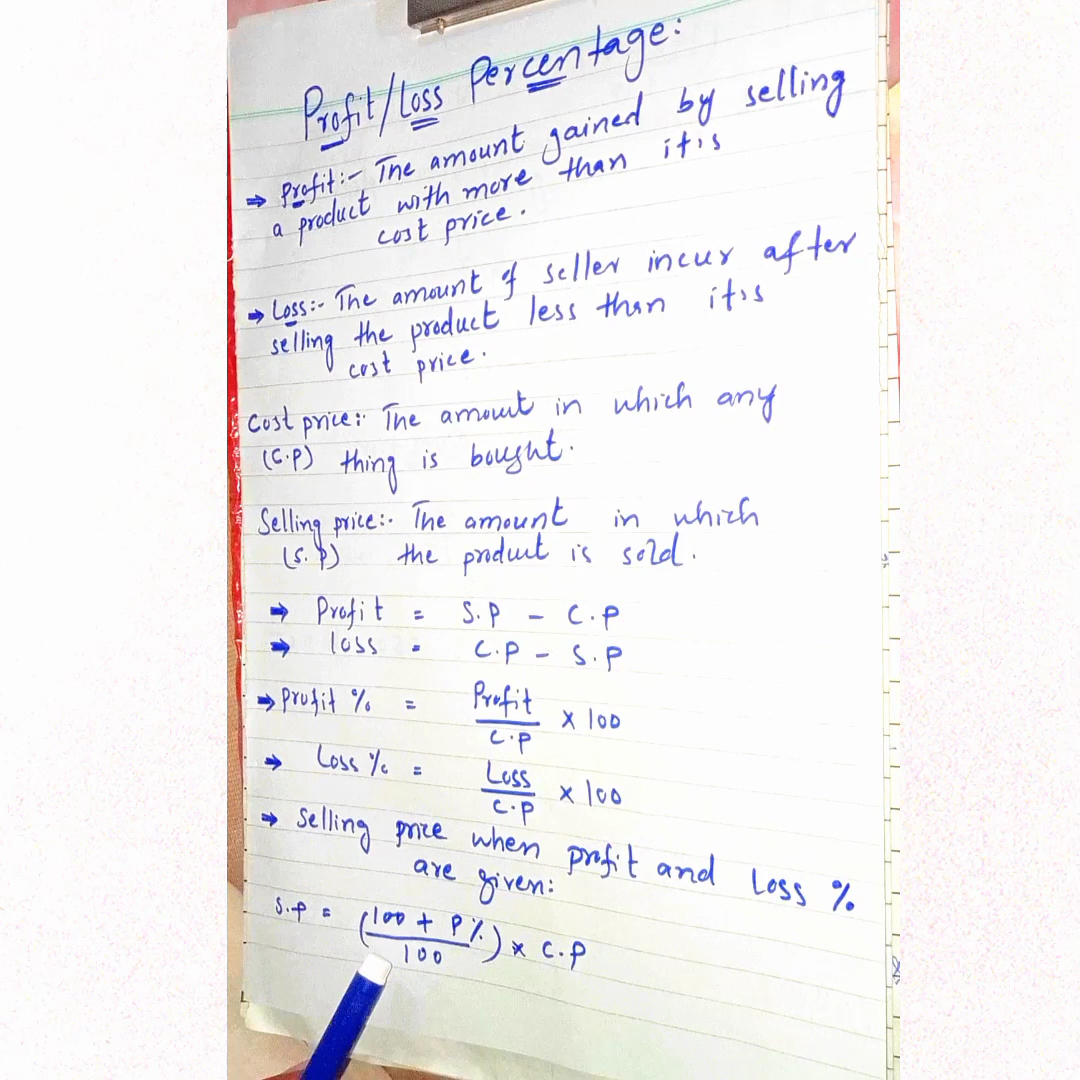 Profit/Loss Percentage:
⇒ Profit:- The amount gained by selling
a product with more than it's
cost price.
⇒ Loss:- The amount of seller incur after
selling the product less than it's
cost price.
Cost price:- The amout in which any
(C.P) thing is bought.
Selling price:- The amount in which
(S.P) the product is sold.
⇒ Profit = S.P - C.P
⇒ loss = C.P - S.P
⇒ Profit % = Profit/C.P × 100
⇒ Loss % = Loss/C.P × 100
⇒ Selling price when profit and Loss %
are given:
S.P = (100 + P%/100) × C.P